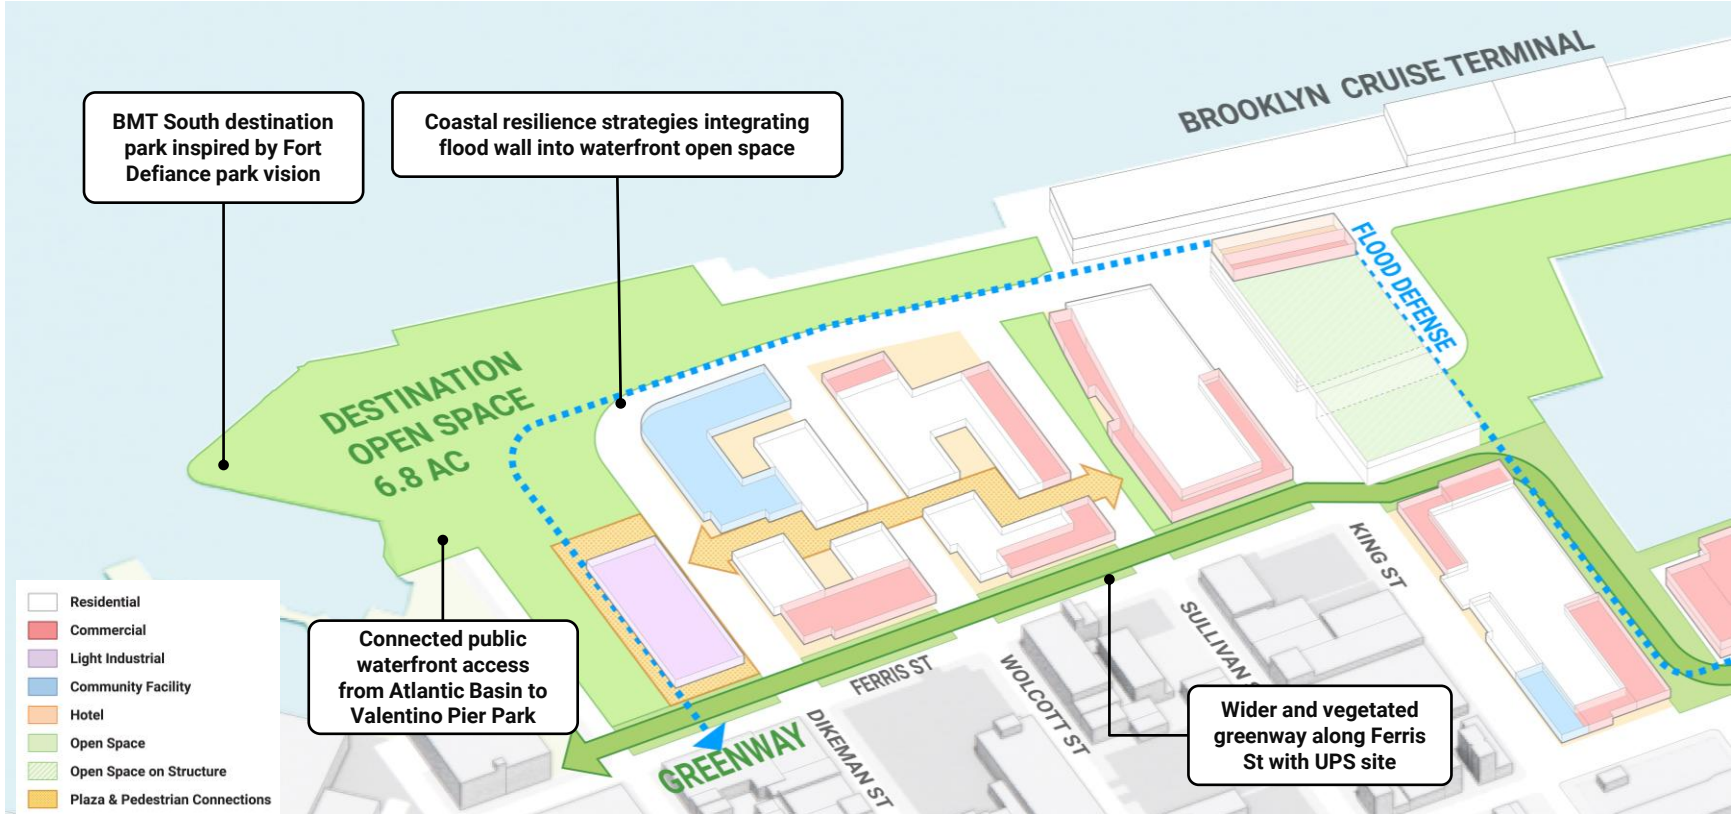 BROOKLYN CRUISE TERMINAL
BMT South destination
park inspired by Fort
Defiance park vision
Coastal resilience strategies integrating
flood wall into waterfront open space
FLOOD DEFENSE
DESTINATION
OPEN SPACE
6.8 AC
KING ST
SULLIVAN S
WOLCOTT ST
FERRIS ST
DIKEMAN ST
GREENWAY
Connected public
waterfront access
from Atlantic Basin to
Valentino Pier Park
Wider and vegetated
greenway along Ferris
St with UPS site
Residential
Commercial
Light Industrial
Community Facility
Hotel
Open Space
Open Space on Structure
Plaza & Pedestrian Connections